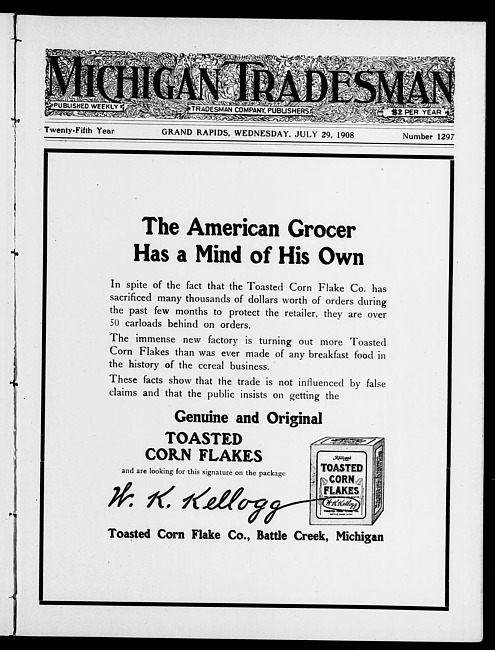 MICHIGAN TRADESMAN
PUBLISHED WEEKLY
TRADESMAN COMPANY, PUBLISHERS
$2 PER YEAR
Twenty-Fifth Year
GRAND RAPIDS, WEDNESDAY, JULY 29, 1908
Number 1297
The American Grocer
Has a Mind of His Own
In spite of the fact that the Toasted Corn Flake Co. has
sacrificed many thousands of dollars worth of orders during
the past few months to protect the retailer, they are over
50 carloads behind on orders.
The immense new factory is turning out more Toasted
Corn Flakes than was ever made of any breakfast food in
the history of the cereal business.
These facts show that the trade is not influenced by false
claims and that the public insists on getting the
Genuine and Original
TOASTED
CORN FLAKES
and are looking for this signature on the package
W. K. Kellogg
Kellogg's
TOASTED
CORN
FLAKES
W. K. Kellogg
Toasted Corn Flake Co., Battle Creek, Michigan